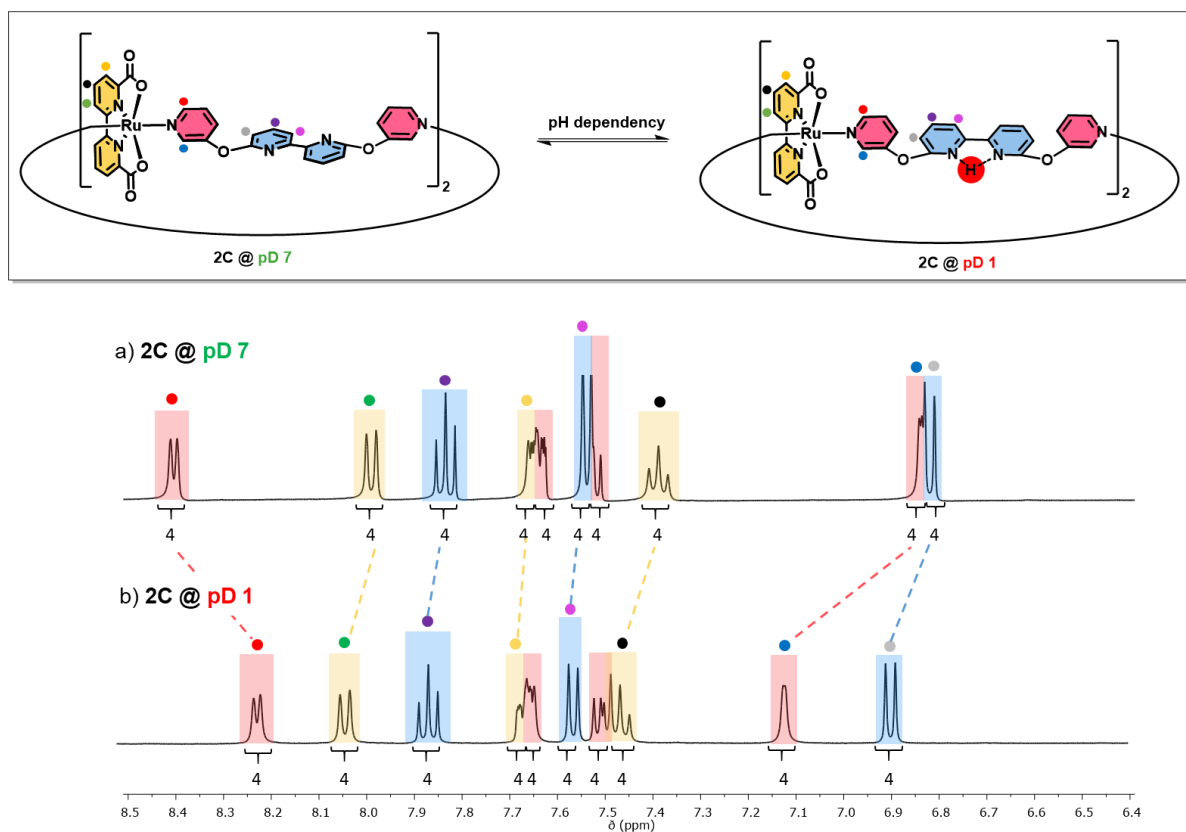 O
O
N
Ru
N
N
O
O
N
N
O
N
O
2
2C @ pD 7
pH dependency
O
O
N
Ru
N
N
O
O
N
N
H
O
N
O
2
2C @ pD 1
a) 2C @ pD 7
4 4 4 4 4 4 4 4 4 4
b) 2C @ pD 1
4 4 4 4 4 4 4 4 4 4
8.5 8.4 8.3 8.2 8.1 8.0 7.9 7.8 7.7 7.6 7.5 7.4 7.3 7.2 7.1 7.0 6.9 6.8 6.7 6.6 6.5 6.4
∂ (ppm)